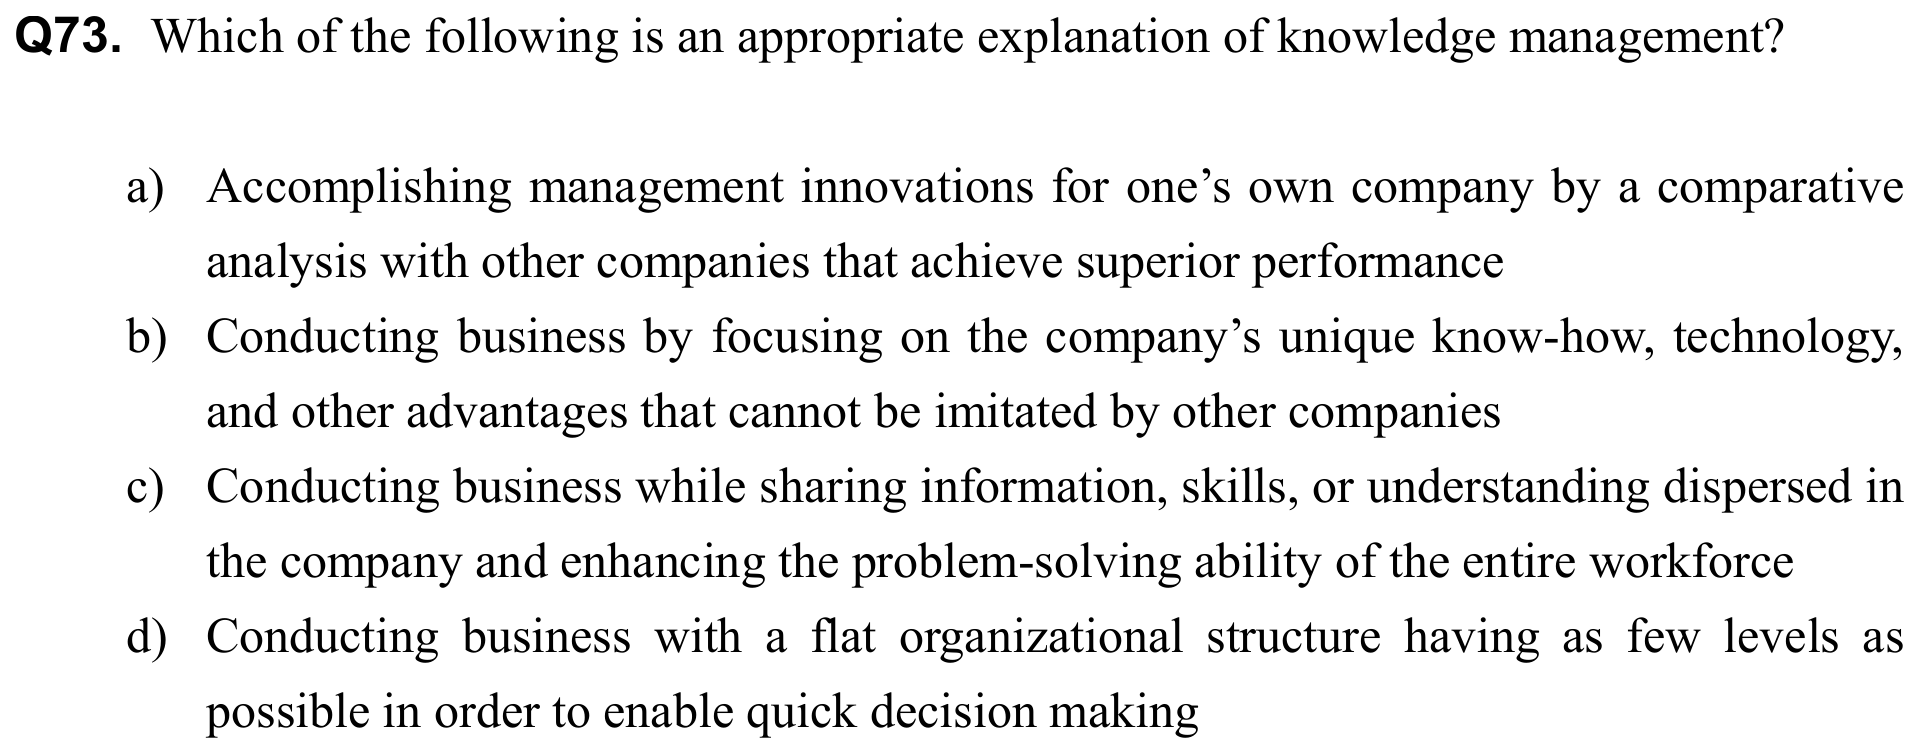 Q73. Which of the following is an appropriate explanation of knowledge management?
a) Accomplishing management innovations for one’s own company by a comparative
analysis with other companies that achieve superior performance
b) Conducting business by focusing on the company’s unique know-how, technology,
and other advantages that cannot be imitated by other companies
c) Conducting business while sharing information, skills, or understanding dispersed in
the company and enhancing the problem-solving ability of the entire workforce
d) Conducting business with a flat organizational structure having as few levels as
possible in order to enable quick decision making